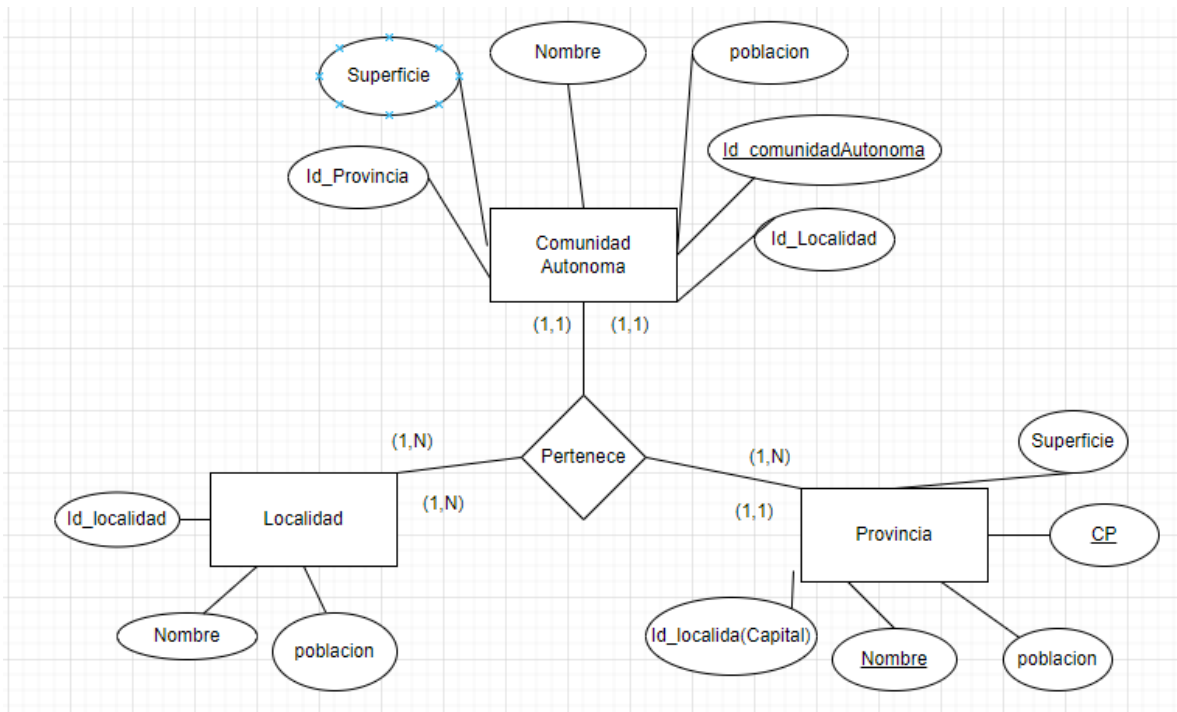 Nombre
poblacion
Superficie
Id_comunidadAutonoma
Id_Provincia
Id_Localidad
Comunidad
Autonoma
(1,1)
(1,1)
(1,N)
Pertenece
(1,N)
Superficie
(1,N)
(1,1)
Id_localidad
Localidad
Provincia
CP
Nombre
poblacion
Id_localida(Capital)
Nombre
poblacion